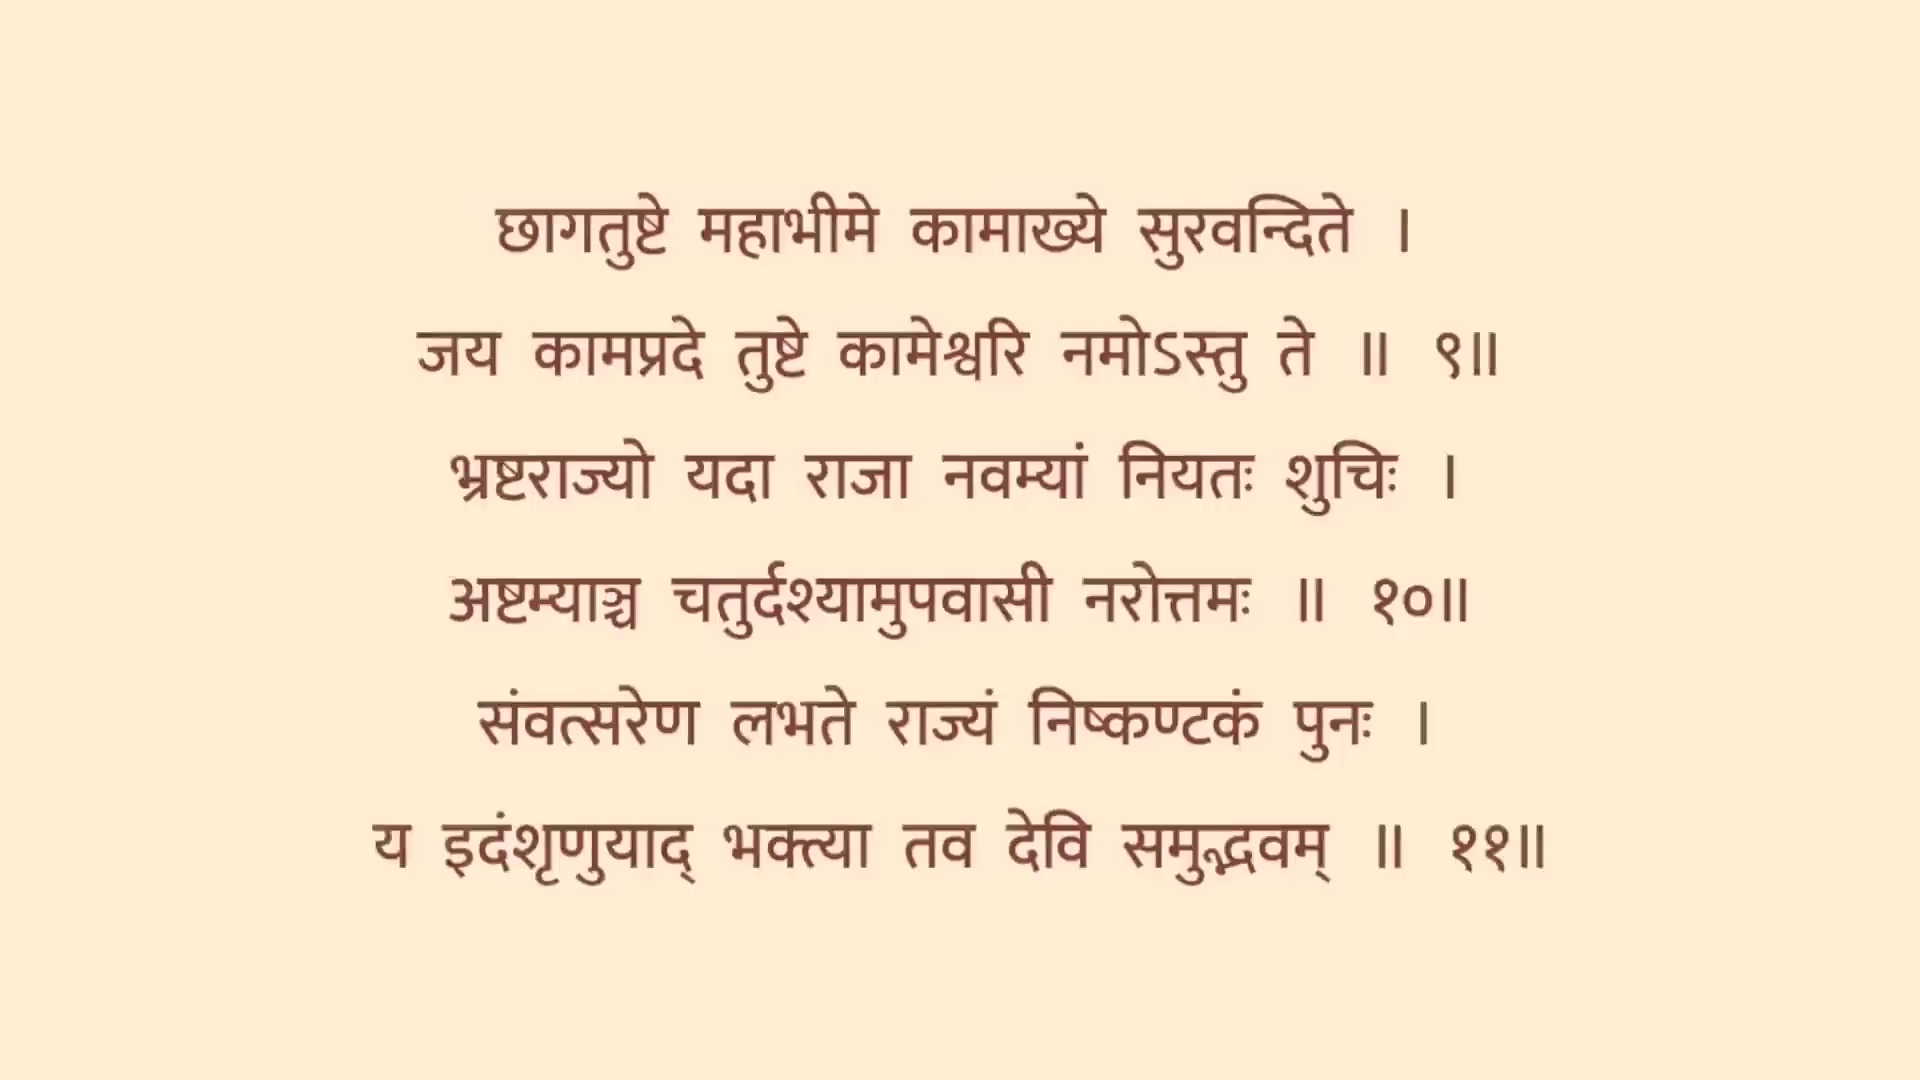 छागतुष्टे महाभीमे कामाख्ये सुरवन्दिते ।
जय कामप्रदे तुष्टे कामेश्वरि नमोऽस्तु ते ॥ ९॥
भ्रष्टराज्यो यदा राजा नवम्यां नियतः शुचिः ।
अष्टम्याञ्च चतुर्दश्यामुपवासी नरोत्तमः ॥ १०॥
संवत्सरेण लभते राज्यं निष्कण्टकं पुनः ।
य इदंशृणुयाद् भक्त्या तव देवि समुद्भवम् ॥ ११॥